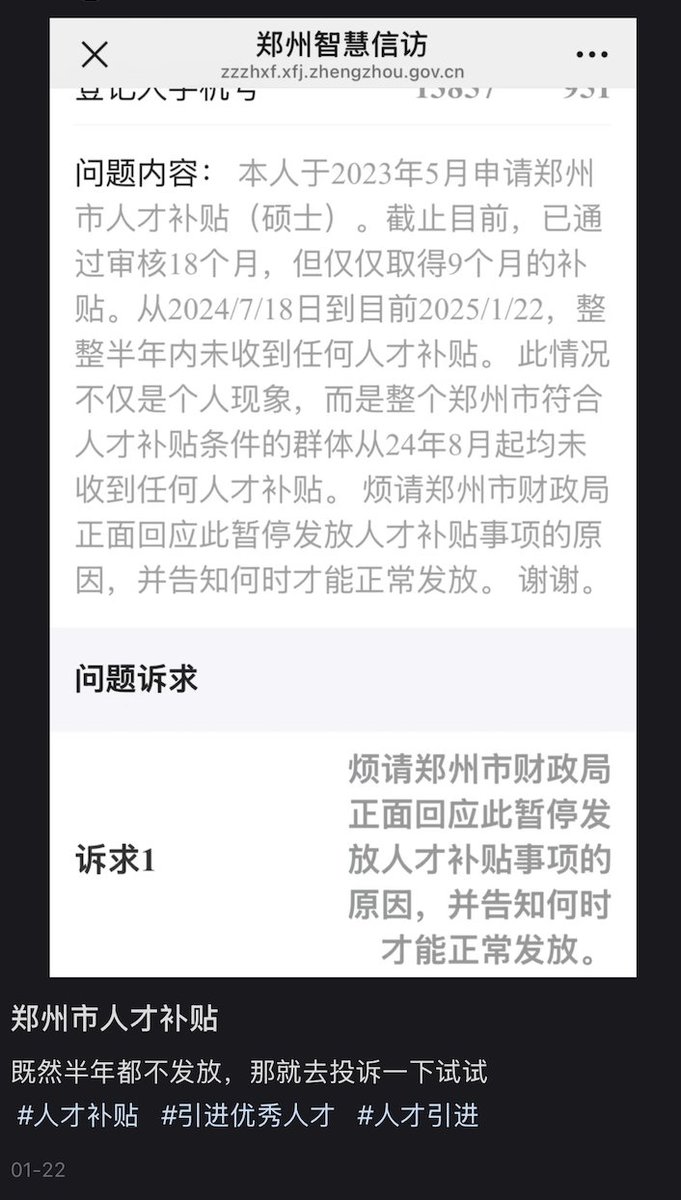 郑州智慧信访
zzzhxf.xfj.zhengzhou.gov.cn
登记人手机号
问题内容： 本人于2023年5月申请郑州
市人才补贴（硕士）。截止目前，已通
过审核18个月，但仅仅取得9个月的补
贴。从2024/7/18日到目前2025/1/22，整
整半年内未收到任何人才补贴。 此情况
不仅是个人现象，而是整个郑州市符合
人才补贴条件的群体从24年8月起均未
收到任何人才补贴。 烦请郑州市财政局
正面回应此暂停发放人才补贴事项的原
因，并告知何时才能正常发放。 谢谢。
问题诉求
烦请郑州市财政局
正面回应此暂停发
诉求1 放人才补贴事项的
原因，并告知何时
才能正常发放。
郑州市人才补贴
既然半年都不发放，那就去投诉一下试试
#人才补贴 #引进优秀人才 #人才引进
01-22